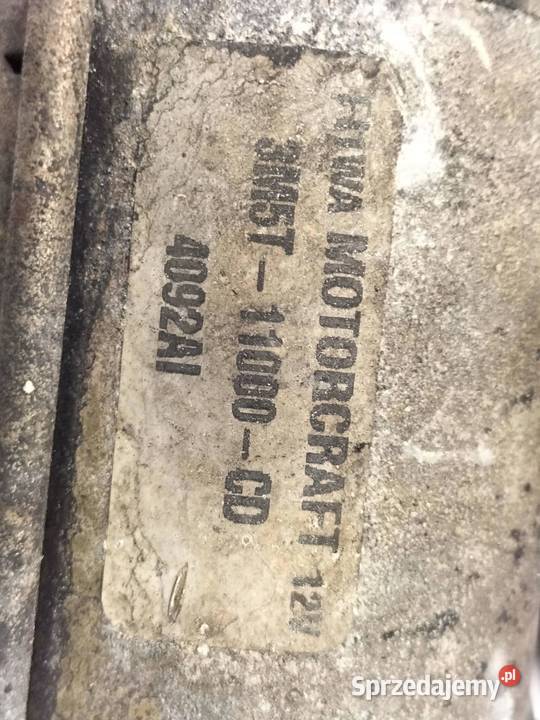 MOTORCRAFT 12V
3M5T-11000-CD
4092AI
Sprzedajemy.pl